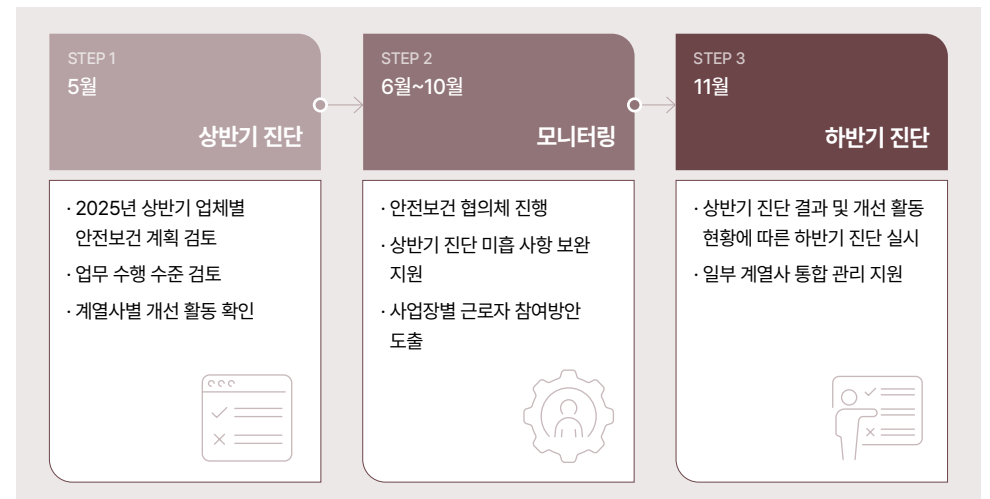 STEP 1
5월
상반기 진단
· 2025년 상반기 업체별
안전보건 계획 검토
· 업무 수행 수준 검토
· 계열사별 개선 활동 확인
STEP 2
6월~10월
모니터링
· 안전보건 협의체 진행
· 상반기 진단 미흡 사항 보완
지원
· 사업장별 근로자 참여방안
도출
STEP 3
11월
하반기 진단
· 상반기 진단 결과 및 개선 활동
현황에 따른 하반기 진단 실시
· 일부 계열사 통합 관리 지원